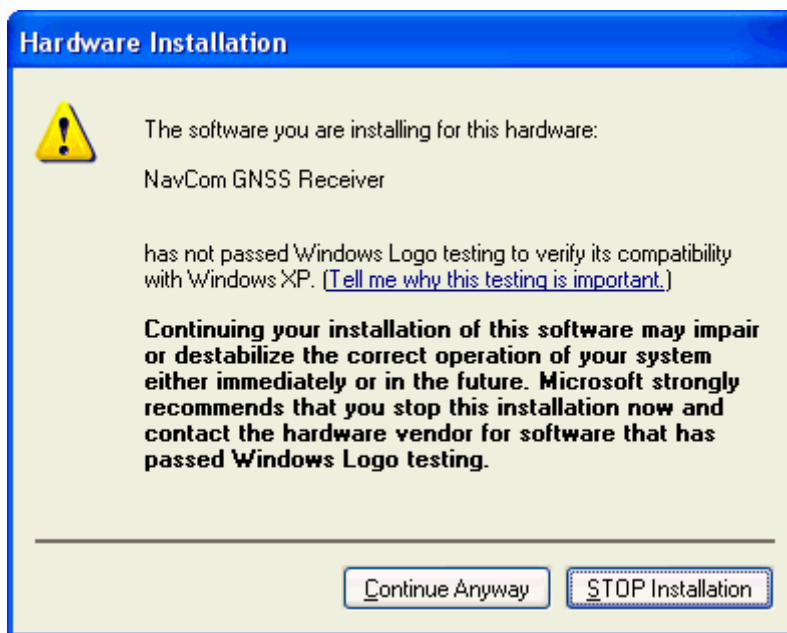 Hardware Installation
The software you are installing for this hardware:
NavCom GNSS Receiver
has not passed Windows Logo testing to verify its compatibility
with Windows XP. (Tell me why this testing is important.)
Continuing your installation of this software may impair
or destabilize the correct operation of your system
either immediately or in the future. Microsoft strongly
recommends that you stop this installation now and
contact the hardware vendor for software that has
passed Windows Logo testing.
Continue Anyway
STOP Installation